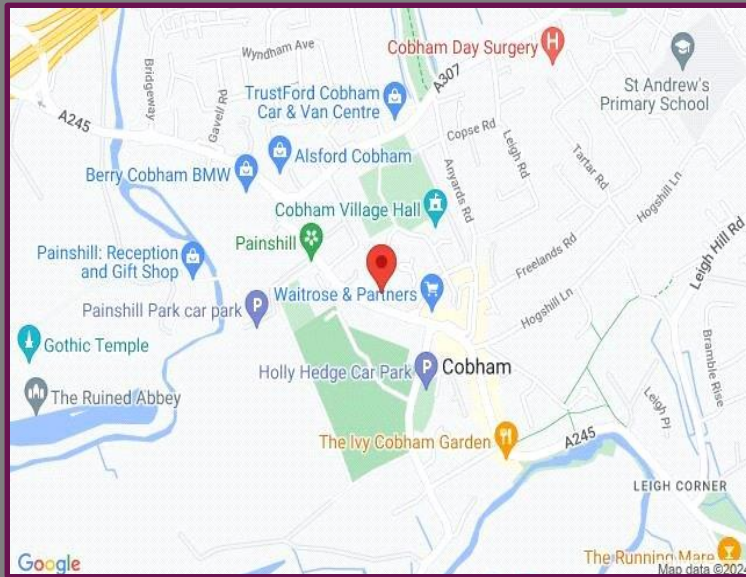 Wyndham Ave
Cobham Day Surgery
H
Bridgeway
Gavell Rd
TrustFord Cobham
Car & Van Centre
A307
St Andrew's
Primary School
A245
Copse Rd
Leigh Rd
Alsford Cobham
Anyards Rd
Tartar Rd
Berry Cobham BMW
Hogshill Ln
Cobham Village Hall
Leigh Hill Rd
Painshill
Painshill: Reception
and Gift Shop
Freelands Rd
Waitrose & Partners
Painshill Park car park
P
Hogshill Ln
Gothic Temple
Bramble Rise
Holly Hedge Car Park
P
Cobham
The Ruined Abbey
Leigh Pl
The Ivy Cobham Garden
A245
LEIGH CORNER
The Running Mare
Google
Map data ©2024